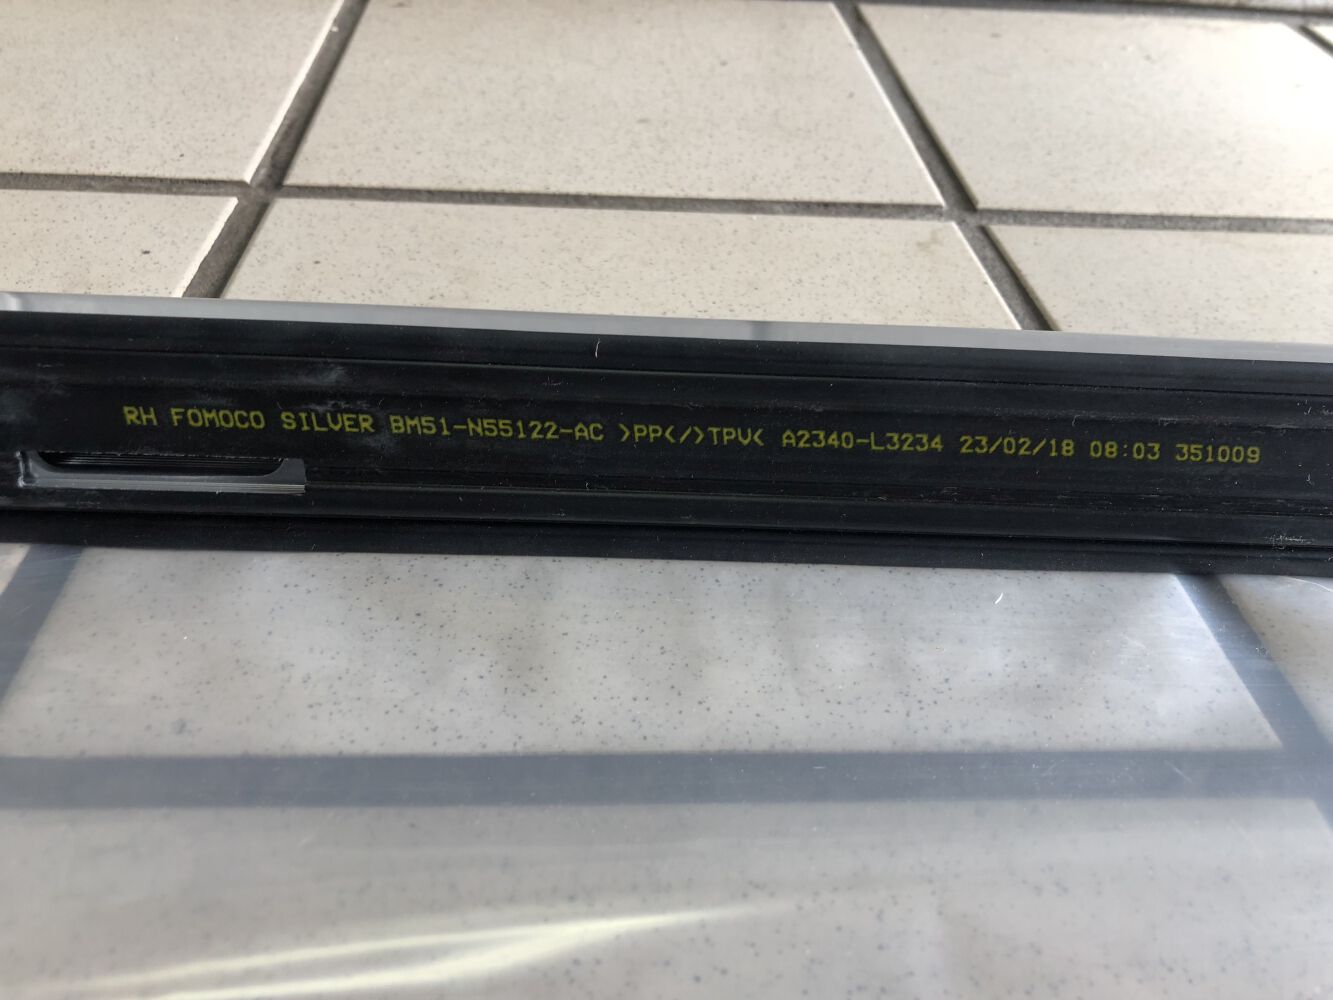 RH FOMOCO SILVER BM51-N55122-AC >PP</>TPV< A2340-L3234 23/02/18 08:03 351009